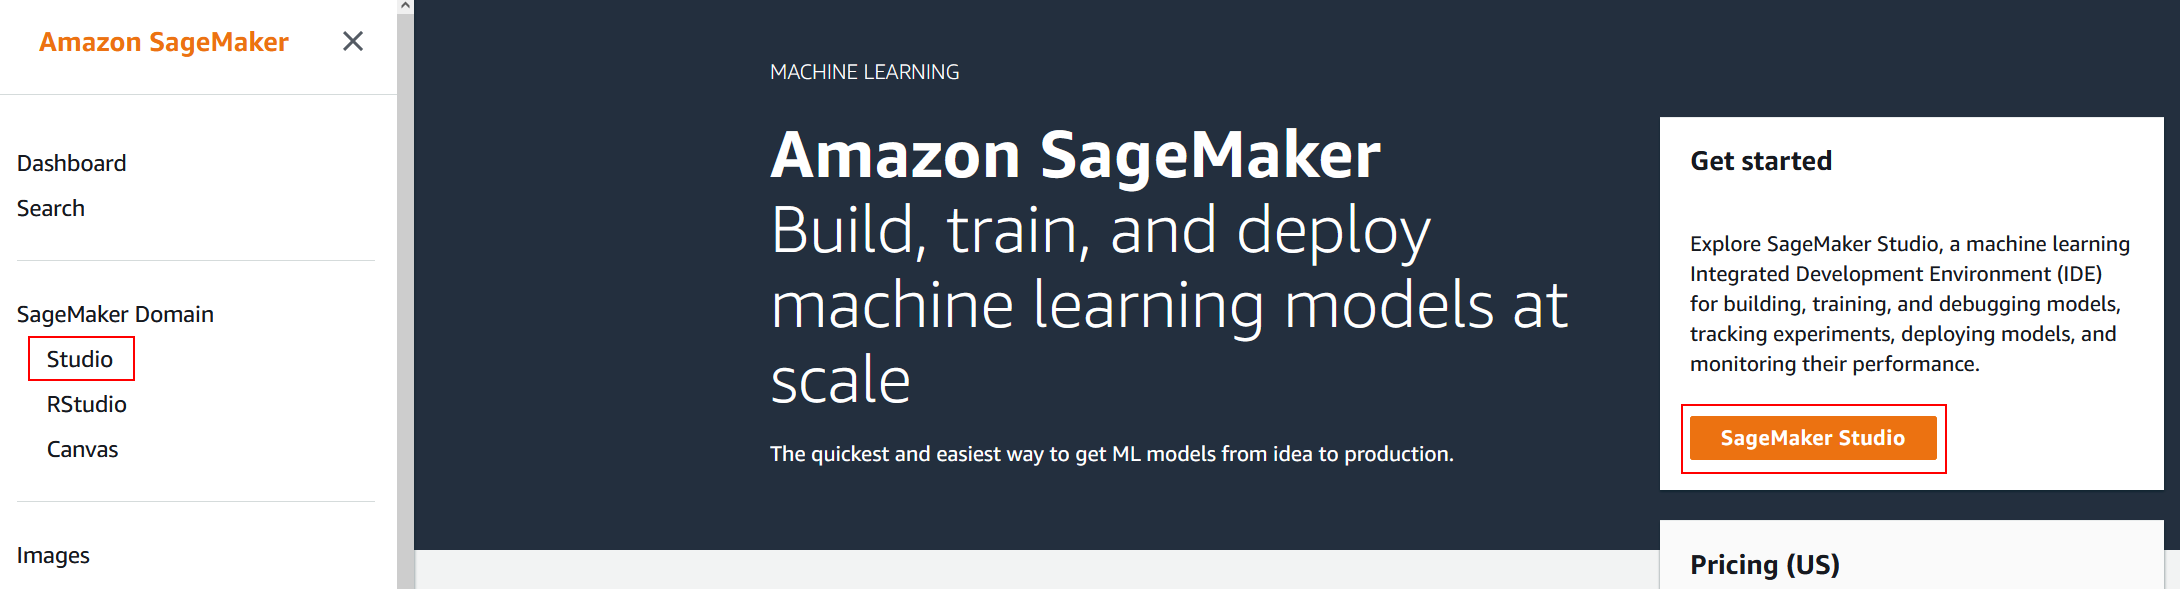 Amazon SageMaker
Dashboard
Search
SageMaker Domain
Studio
RStudio
Canvas
Images
MACHINE LEARNING
Amazon SageMaker
Build, train, and deploy
machine learning models at
scale
The quickest and easiest way to get ML models from idea to production.
Get started
Explore SageMaker Studio, a machine learning
Integrated Development Environment (IDE)
for building, training, and debugging models,
tracking experiments, deploying models, and
monitoring their performance.
SageMaker Studio
Pricing (US)